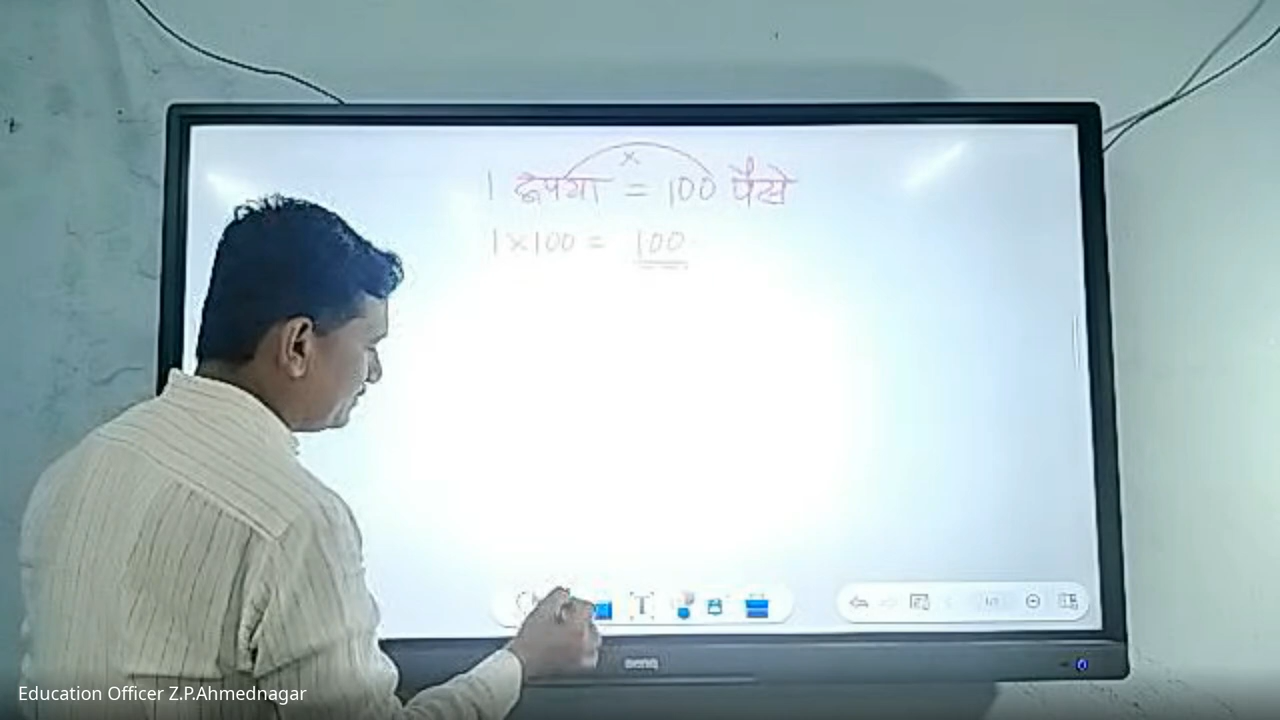 1 रुपया = 100 पैसे
×
1×100 = 100
T
BenQ
Education Officer Z.P.Ahmednagar